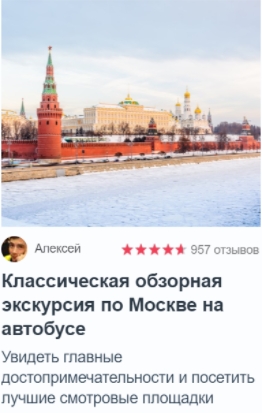 Алексей
957 отзывов
Классическая обзорная
экскурсия по Москве на
автобусе
Увидеть главные
достопримечательности и посетить
лучшие смотровые площадки